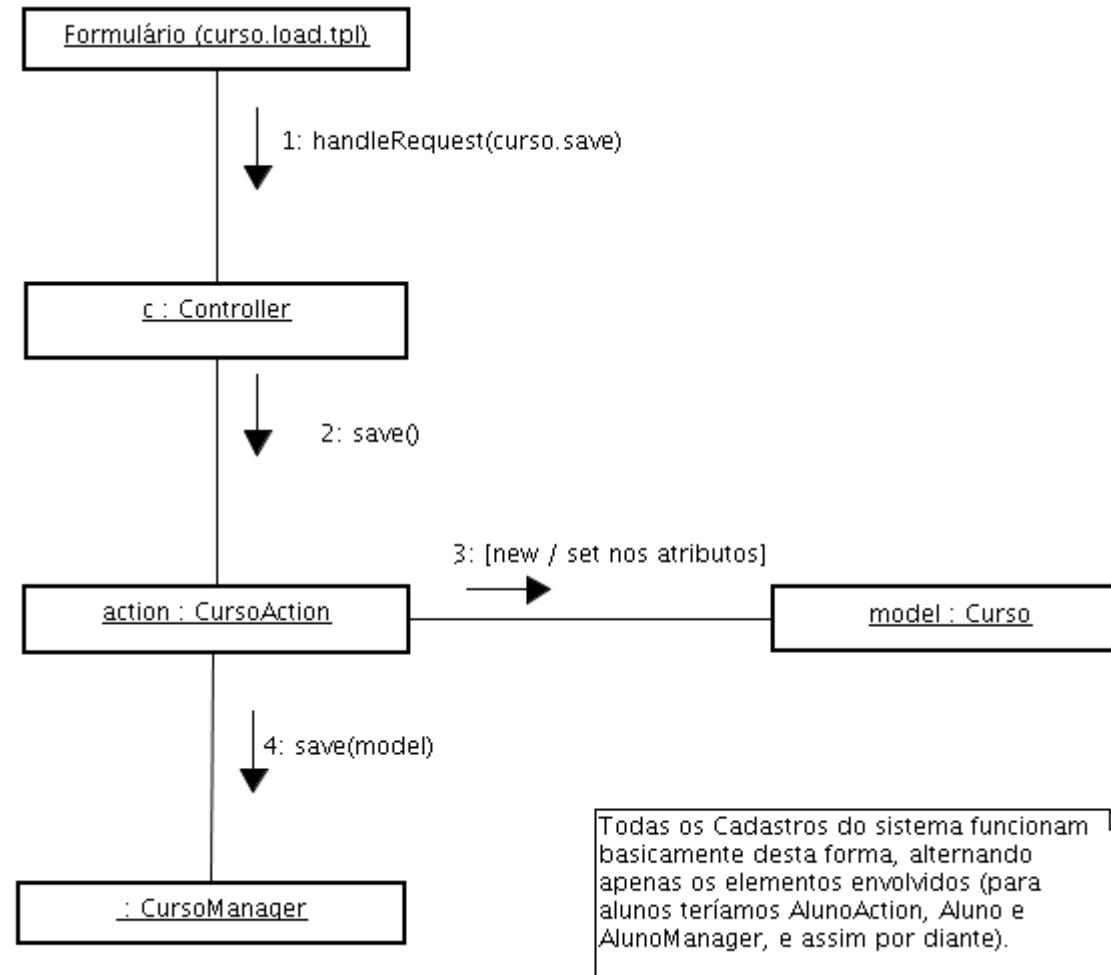 Formulário (curso.load.tpl)
1: handleRequest(curso.save)
c : Controller
2: save()
3: [new / set nos atributos]
action : CursoAction
model : Curso
4: save(model)
: CursoManager
Todas os Cadastros do sistema funcionam
basicamente desta forma, alternando
apenas os elementos envolvidos (para
alunos teríamos AlunoAction, Aluno e
AlunoManager, e assim por diante).